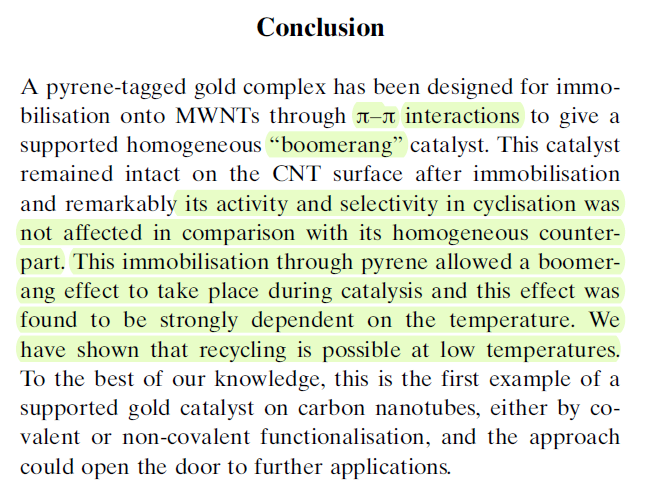 Conclusion
A pyrene-tagged gold complex has been designed for immo-
bilisation onto MWNTs through π–π interactions to give a
supported homogeneous “boomerang” catalyst. This catalyst
remained intact on the CNT surface after immobilisation
and remarkably its activity and selectivity in cyclisation was
not affected in comparison with its homogeneous counter-
part. This immobilisation through pyrene allowed a boomer-
ang effect to take place during catalysis and this effect was
found to be strongly dependent on the temperature. We
have shown that recycling is possible at low temperatures.
To the best of our knowledge, this is the first example of a
supported gold catalyst on carbon nanotubes, either by co-
valent or non-covalent functionalisation, and the approach
could open the door to further applications.